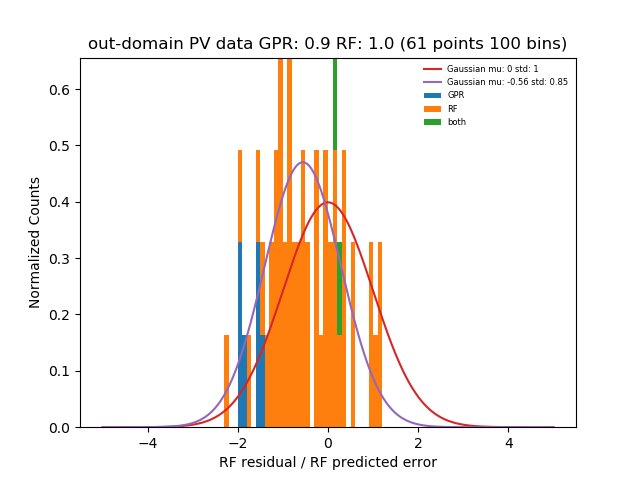 out-domain PV data GPR: 0.9 RF: 1.0 (61 points 100 bins)
Gaussian mu: 0 std: 1
Gaussian mu: -0.56 std: 0.85
GPR
RF
both
Normalized Counts
0.6
0.5
0.4
0.3
0.2
0.1
0.0
−4 −2 0 2 4
RF residual / RF predicted error